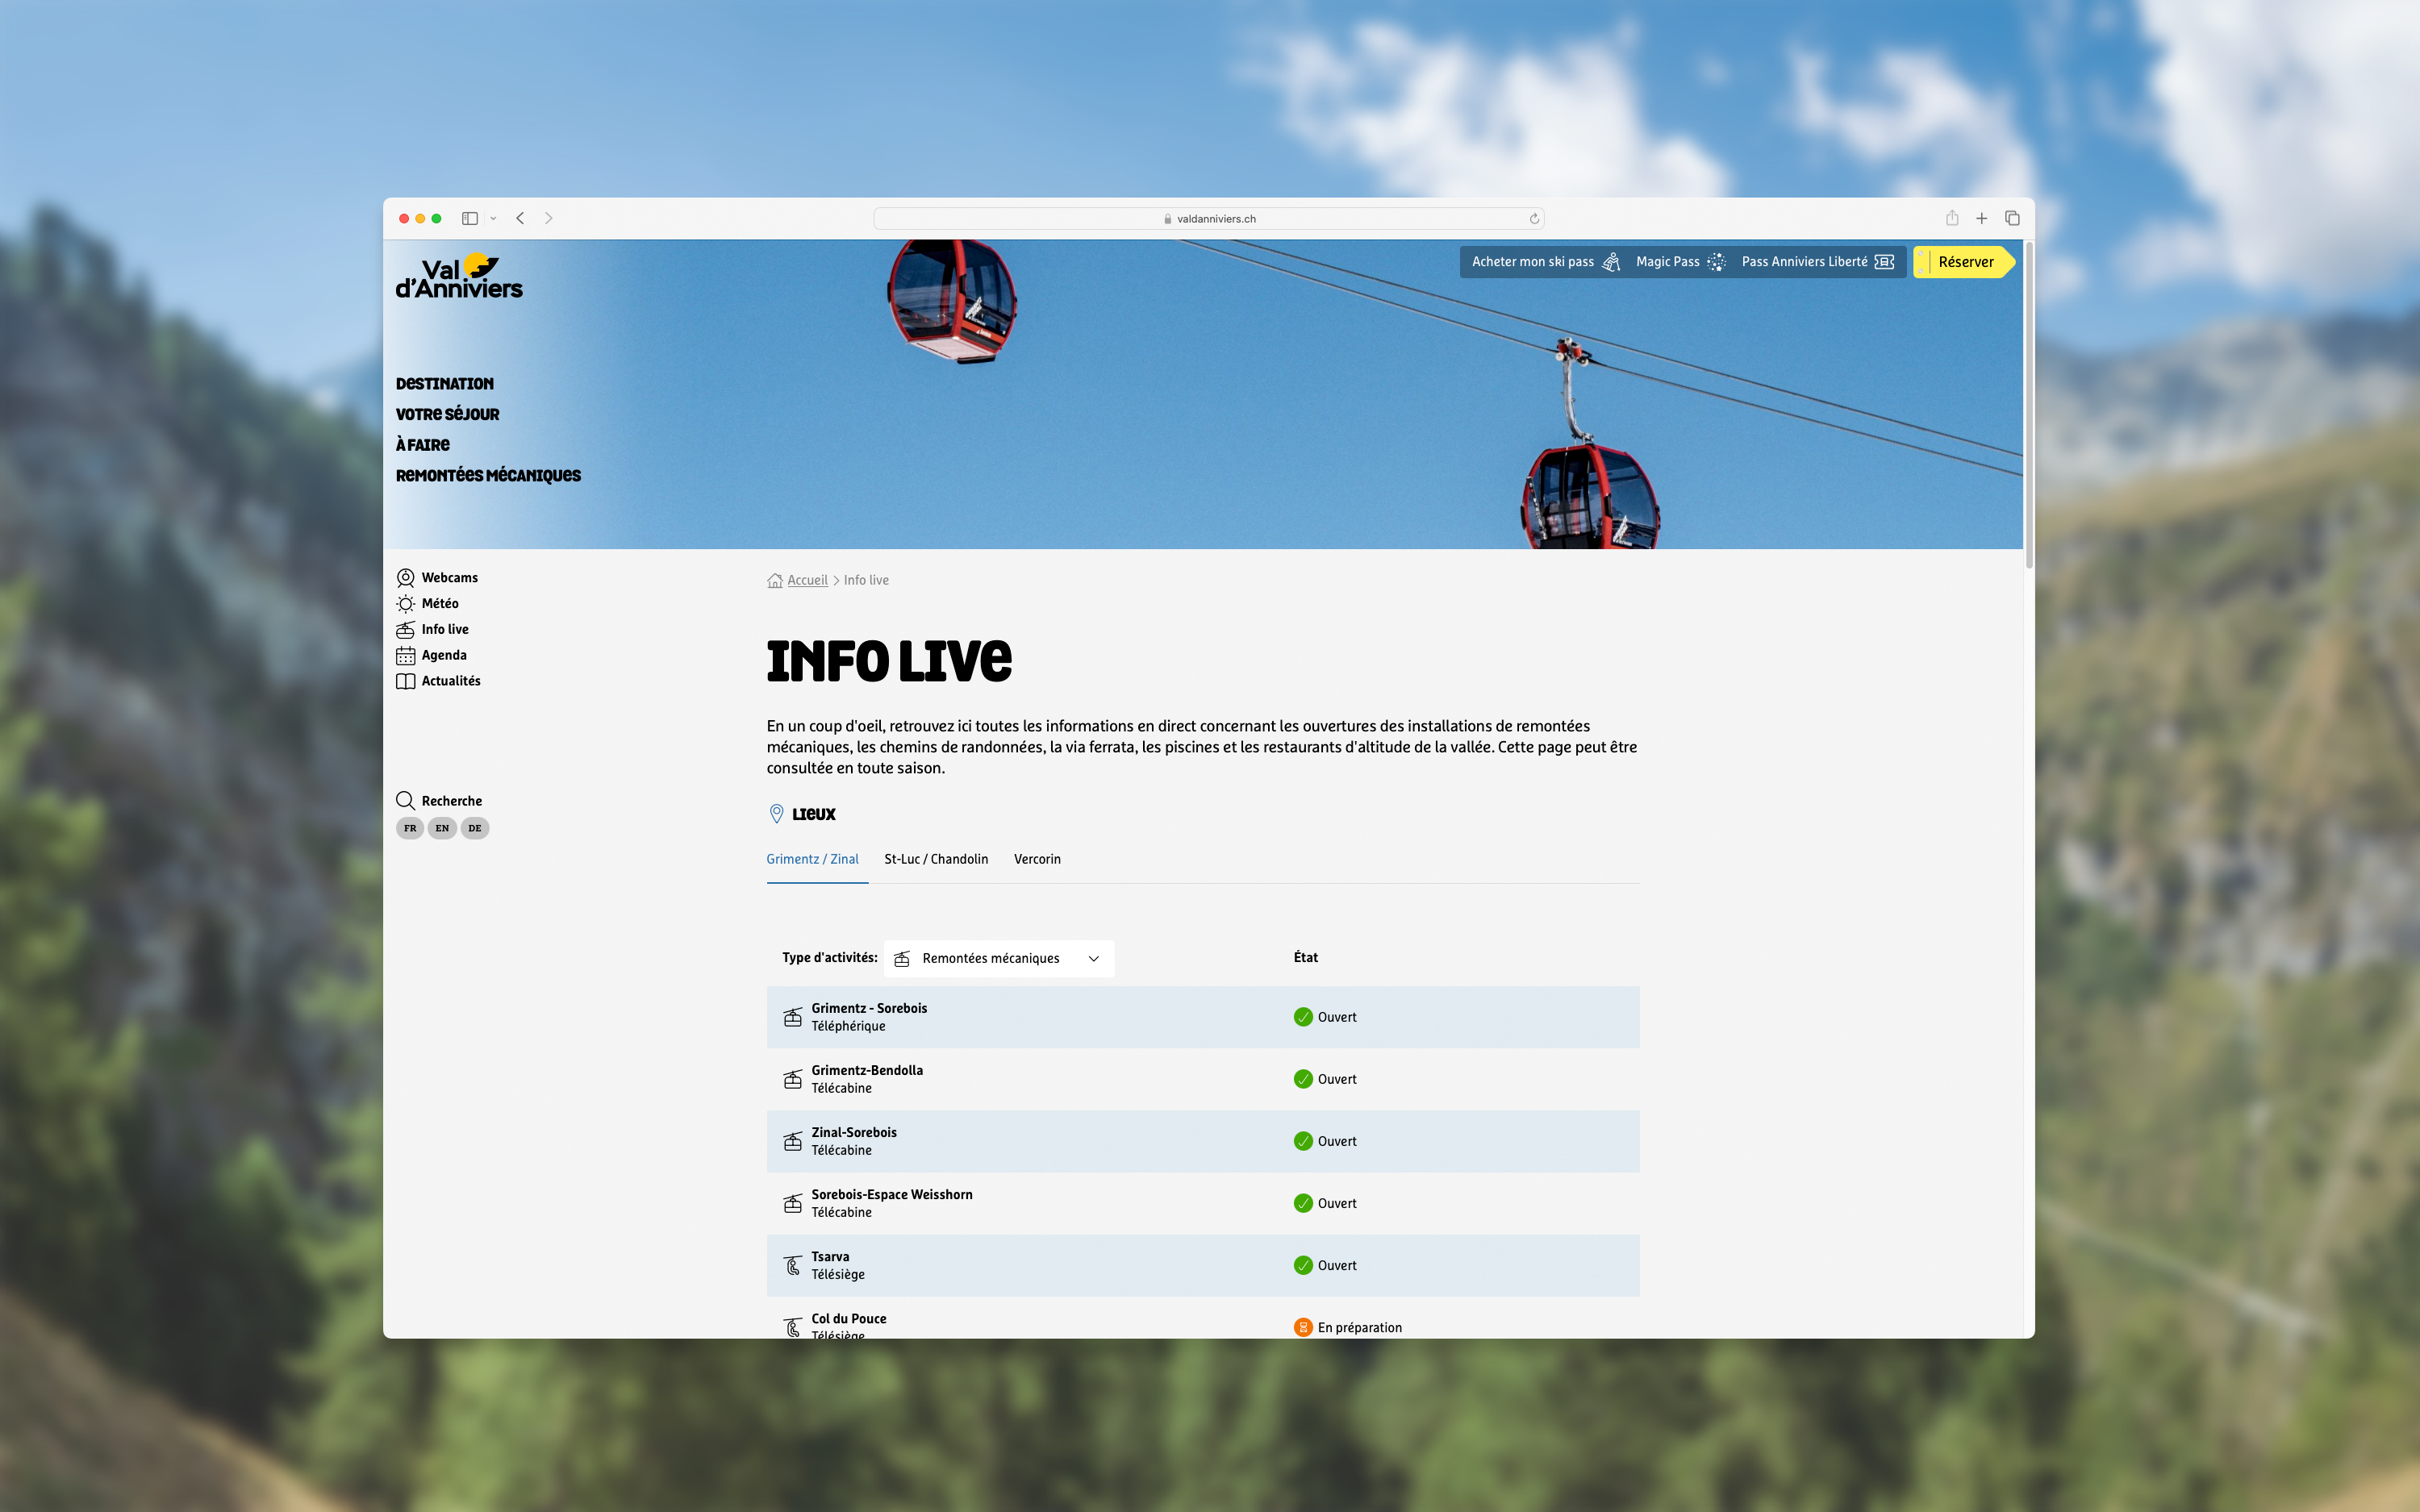 valdanniviers.ch
Val
d'Anniviers
Acheter mon ski pass
Magic Pass
Pass Anniviers Liberté
Réserver
DESTINATION
VOTRE SÉJOUR
À FAIRE
REMONTÉES MÉCANIQUES
Webcams
Météo
Info live
Agenda
Actualités
Recherche
FR EN DE
Accueil > Info live
INFO LIVE
En un coup d'oeil, retrouvez ici toutes les informations en direct concernant les ouvertures des installations de remontées
mécaniques, les chemins de randonnées, la via ferrata, les piscines et les restaurants d'altitude de la vallée. Cette page peut être
consultée en toute saison.
LIEUX
Grimentz / Zinal
St-Luc / Chandolin
Vercorin
Type d'activités: Remontées mécaniques
État
Grimentz - Sorebois
Téléphérique
Ouvert
Grimentz-Bendolla
Télécabine
Ouvert
Zinal-Sorebois
Télécabine
Ouvert
Sorebois-Espace Weisshorn
Télécabine
Ouvert
Tsarva
Télésiège
Ouvert
Col du Pouce
Télésiège
En préparation